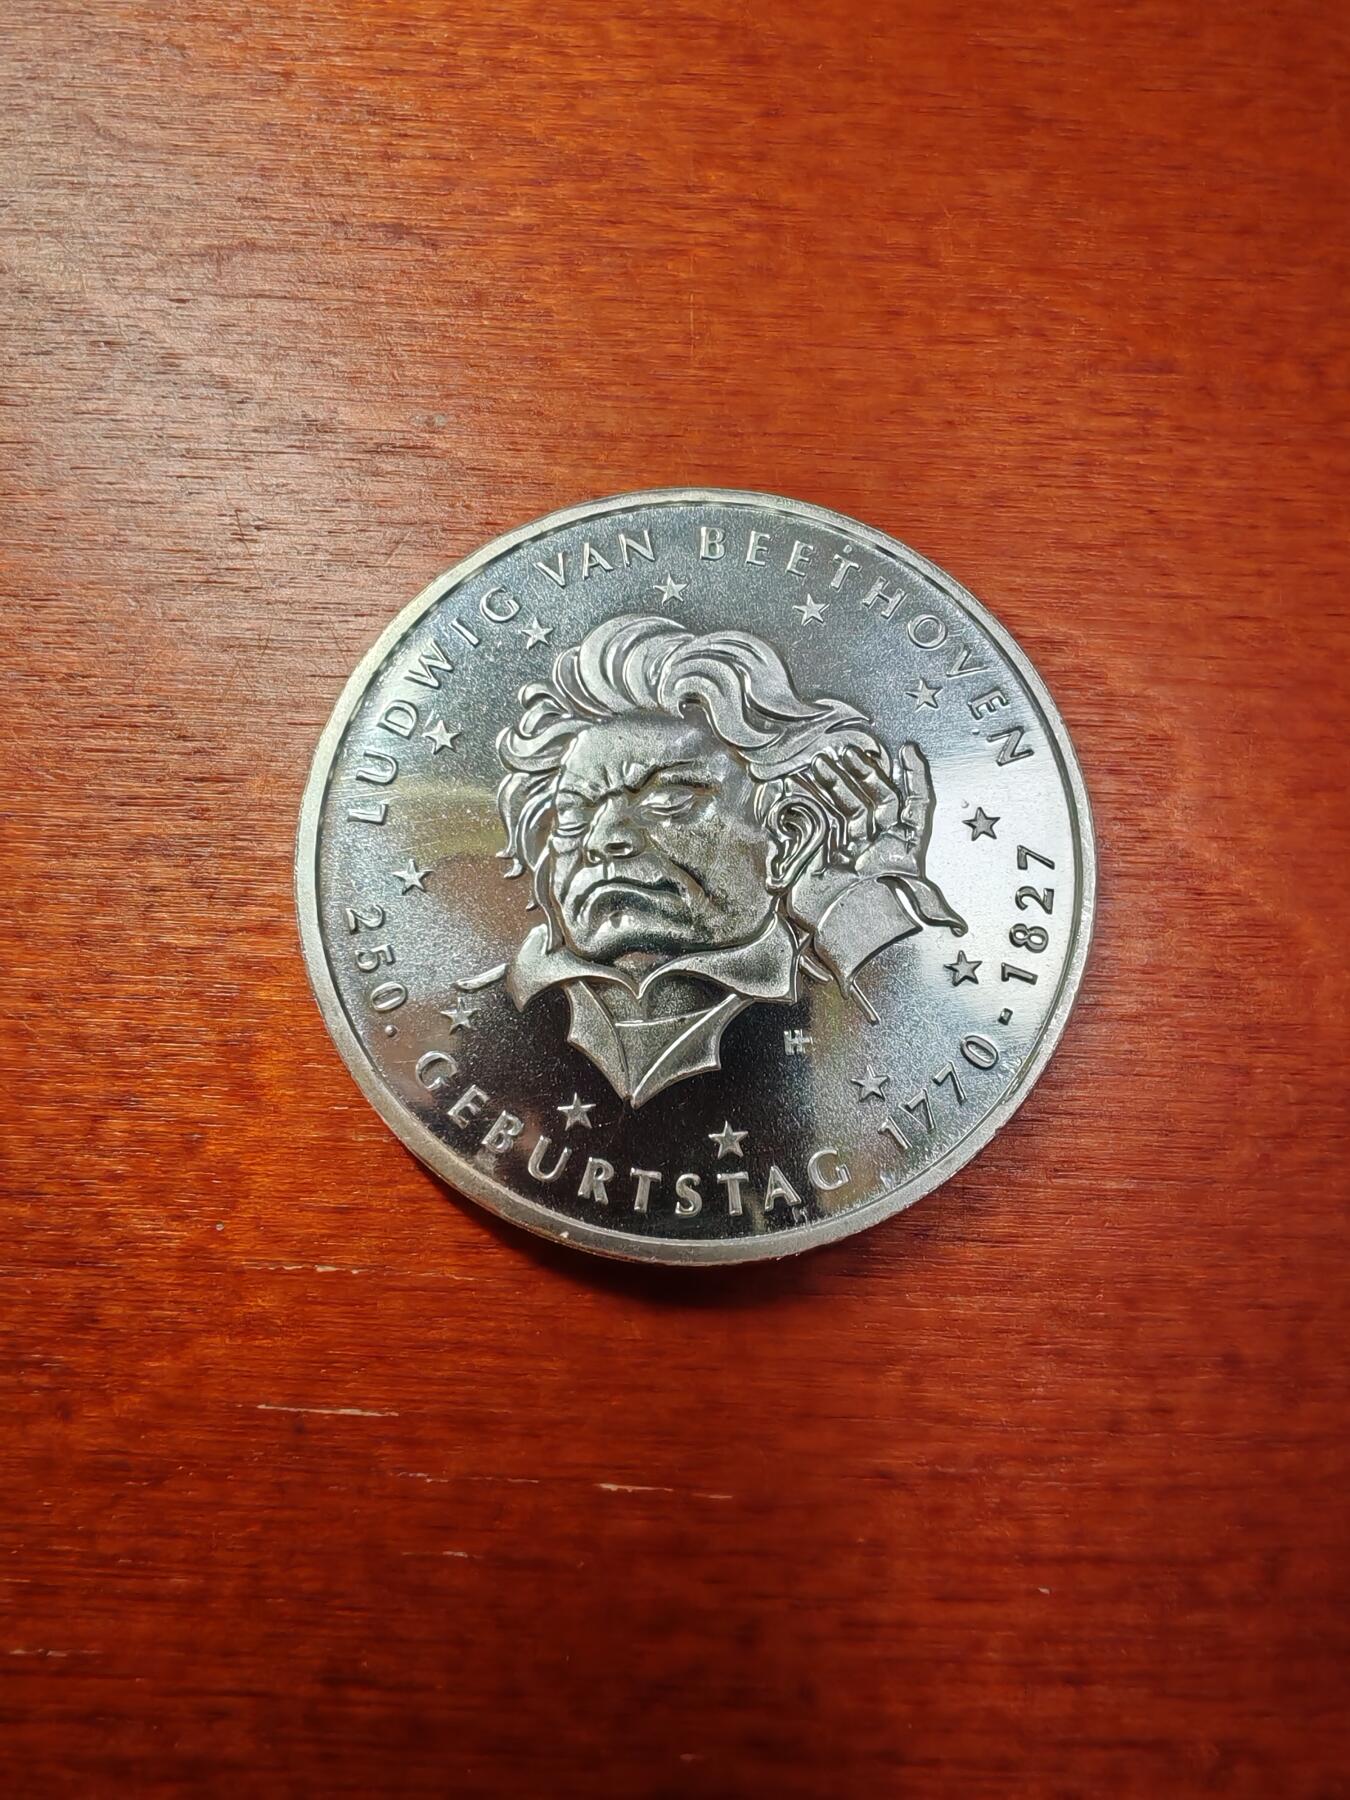 LUDWIG VAN BEETHOVEN
250. GEBURTSTAG 1770-1827